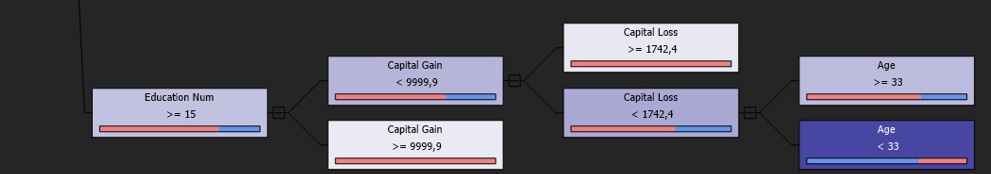 Capital Loss
>= 1742,4
Capital Gain
< 9999,9
Age
>= 33
Education Num
>= 15
Capital Loss
< 1742,4
Capital Gain
>= 9999,9
Age
< 33